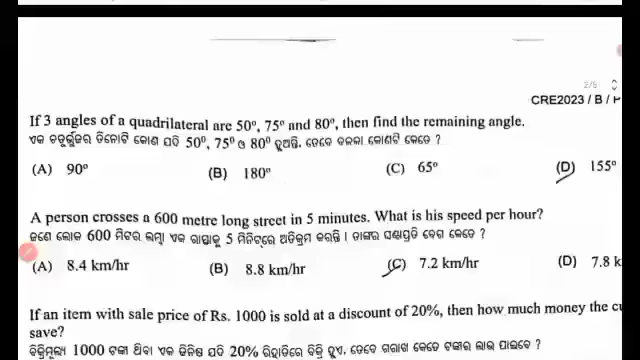 2/8
CRE2023 / B / P
If 3 angles of a quadrilateral are 50°, 75° and 80°, then find the remaining angle.
ଏକ ଚତୁର୍ଭୁଜର ତିନୋଟି କୋଣ ଯଦି 50°, 75° ଓ 80° ହୁଅନ୍ତି, ତେବେ ବଳକା କୋଣଟି କେତେ ?
(A) 90° (B) 180° (C) 65° (D) 155°
A person crosses a 600 metre long street in 5 minutes. What is his speed per hour?
ଜଣେ ଲୋକ 600 ମିଟର ଲମ୍ବା ଏକ ରାସ୍ତାକୁ 5 ମିନିଟ୍‌ରେ ଅତିକ୍ରମ କରନ୍ତି । ତାଙ୍କର ଘଣ୍ଟାପ୍ରତି ବେଗ କେତେ ?
(A) 8.4 km/hr (B) 8.8 km/hr (C) 7.2 km/hr (D) 7.8 k
If an item with sale price of Rs. 1000 is sold at a discount of 20%, then how much money the cu
save?
ବିକ୍ରିମୂଲ୍ୟ 1000 ଟଙ୍କା ଥିବା ଏକ ଜିନିଷ ଯଦି 20% ରିହାତିରେ ବିକ୍ରି ହୁଏ, ତେବେ ଗରାଖ କେତେ ଟଙ୍କାର ଲାଭ ପାଇବେ ?